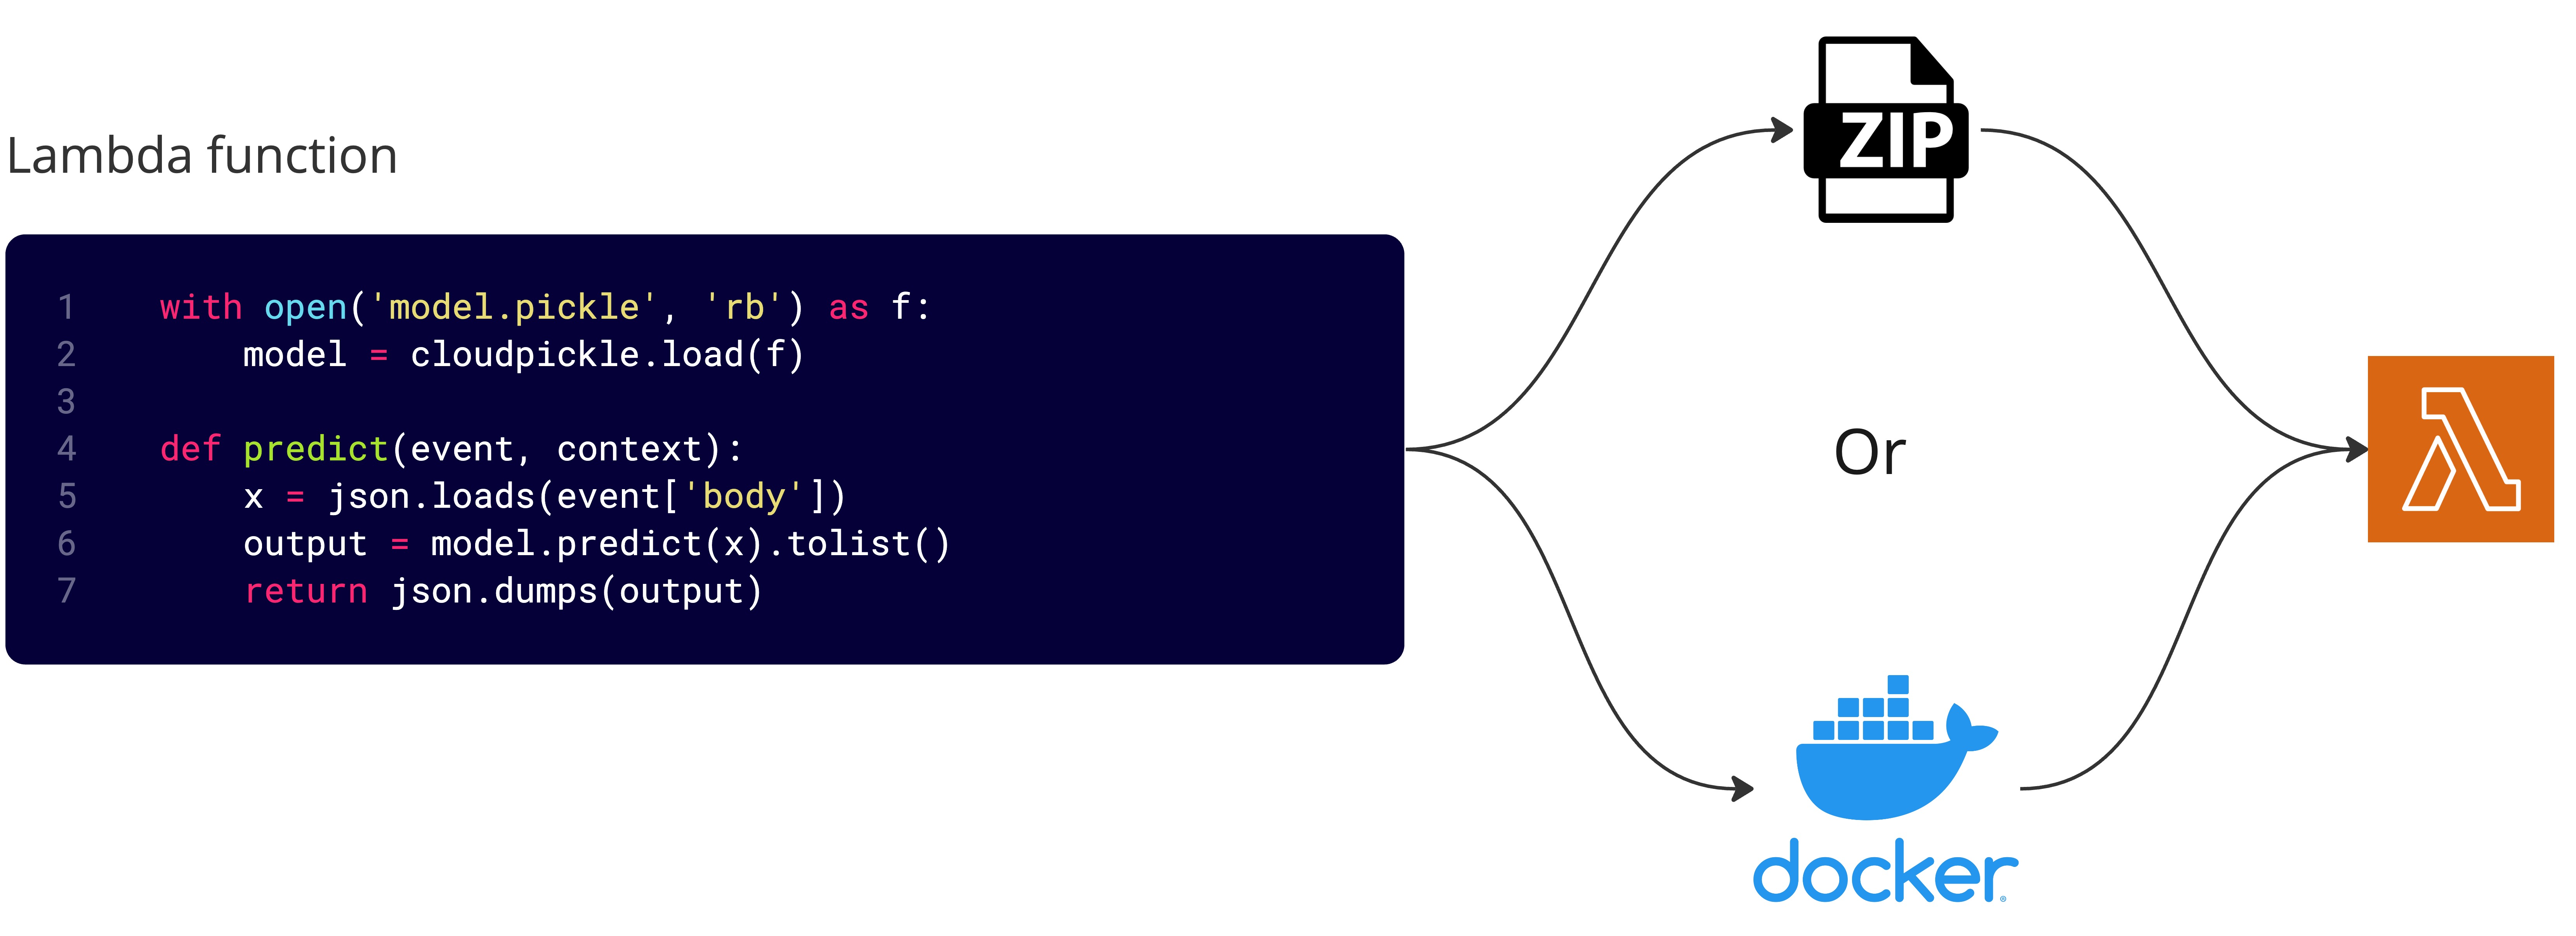 Lambda function
1 with open('model.pickle', 'rb') as f:
2     model = cloudpickle.load(f)
3
4 def predict(event, context):
5     x = json.loads(event['body'])
6     output = model.predict(x).tolist()
7     return json.dumps(output)
ZIP
Or
docker®